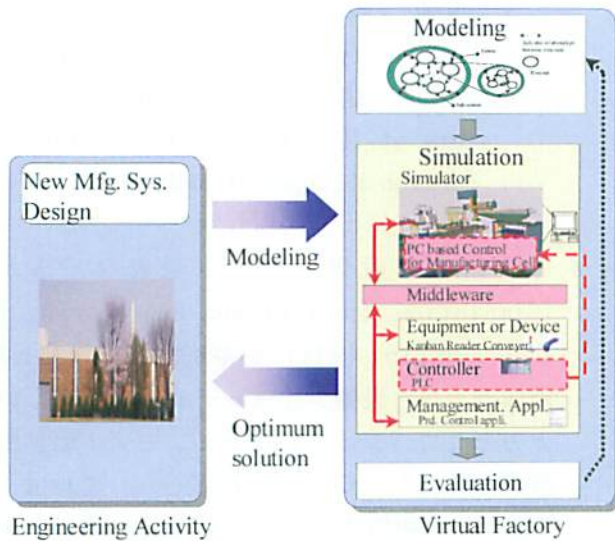 Modeling
New Mfg. Sys.
Design
Modeling
Optimum
solution
Engineering Activity
Simulation
Simulator
PC based Control
for Manufacturing Cell
Middleware
Equipment or Device
Kanban Reader Conveyer
Controller
PLC
Management. Appl.
Prd. Control appli.
Evaluation
Virtual Factory